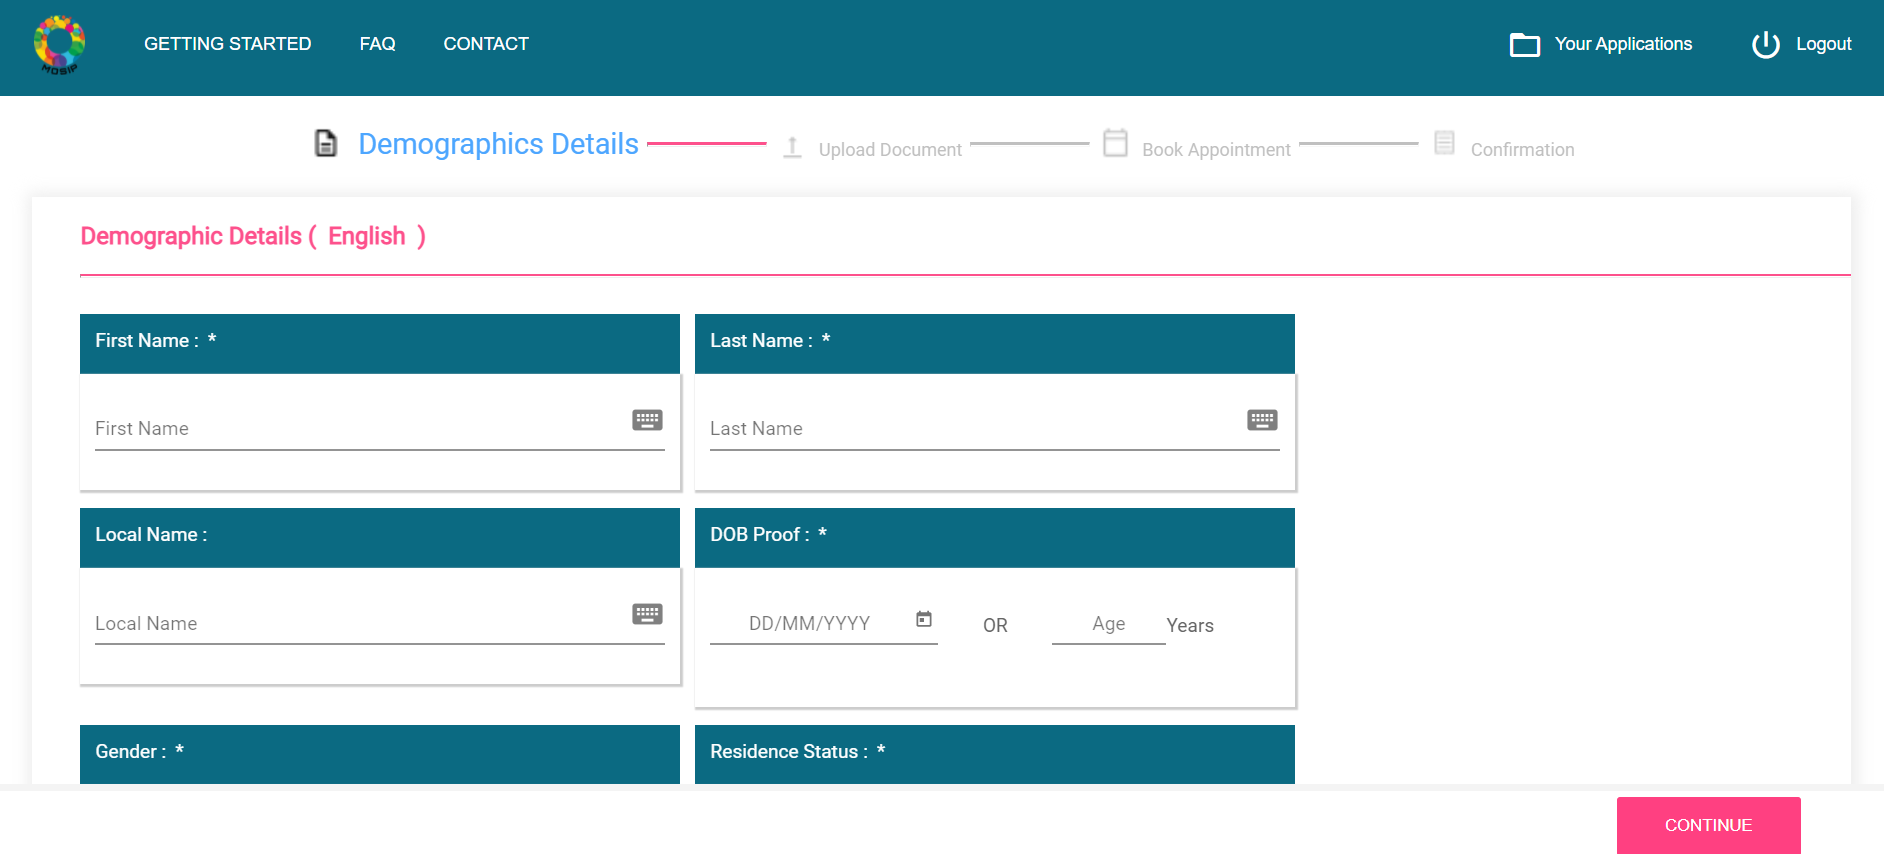 GETTING STARTED FAQ CONTACT Your Applications Logout
MOSIP
Demographics Details Upload Document Book Appointment Confirmation
Demographic Details ( English )
First Name : * Last Name : *
First Name Last Name
Local Name : DOB Proof : *
Local Name DD/MM/YYYY OR Age Years
Gender : * Residence Status : *
CONTINUE